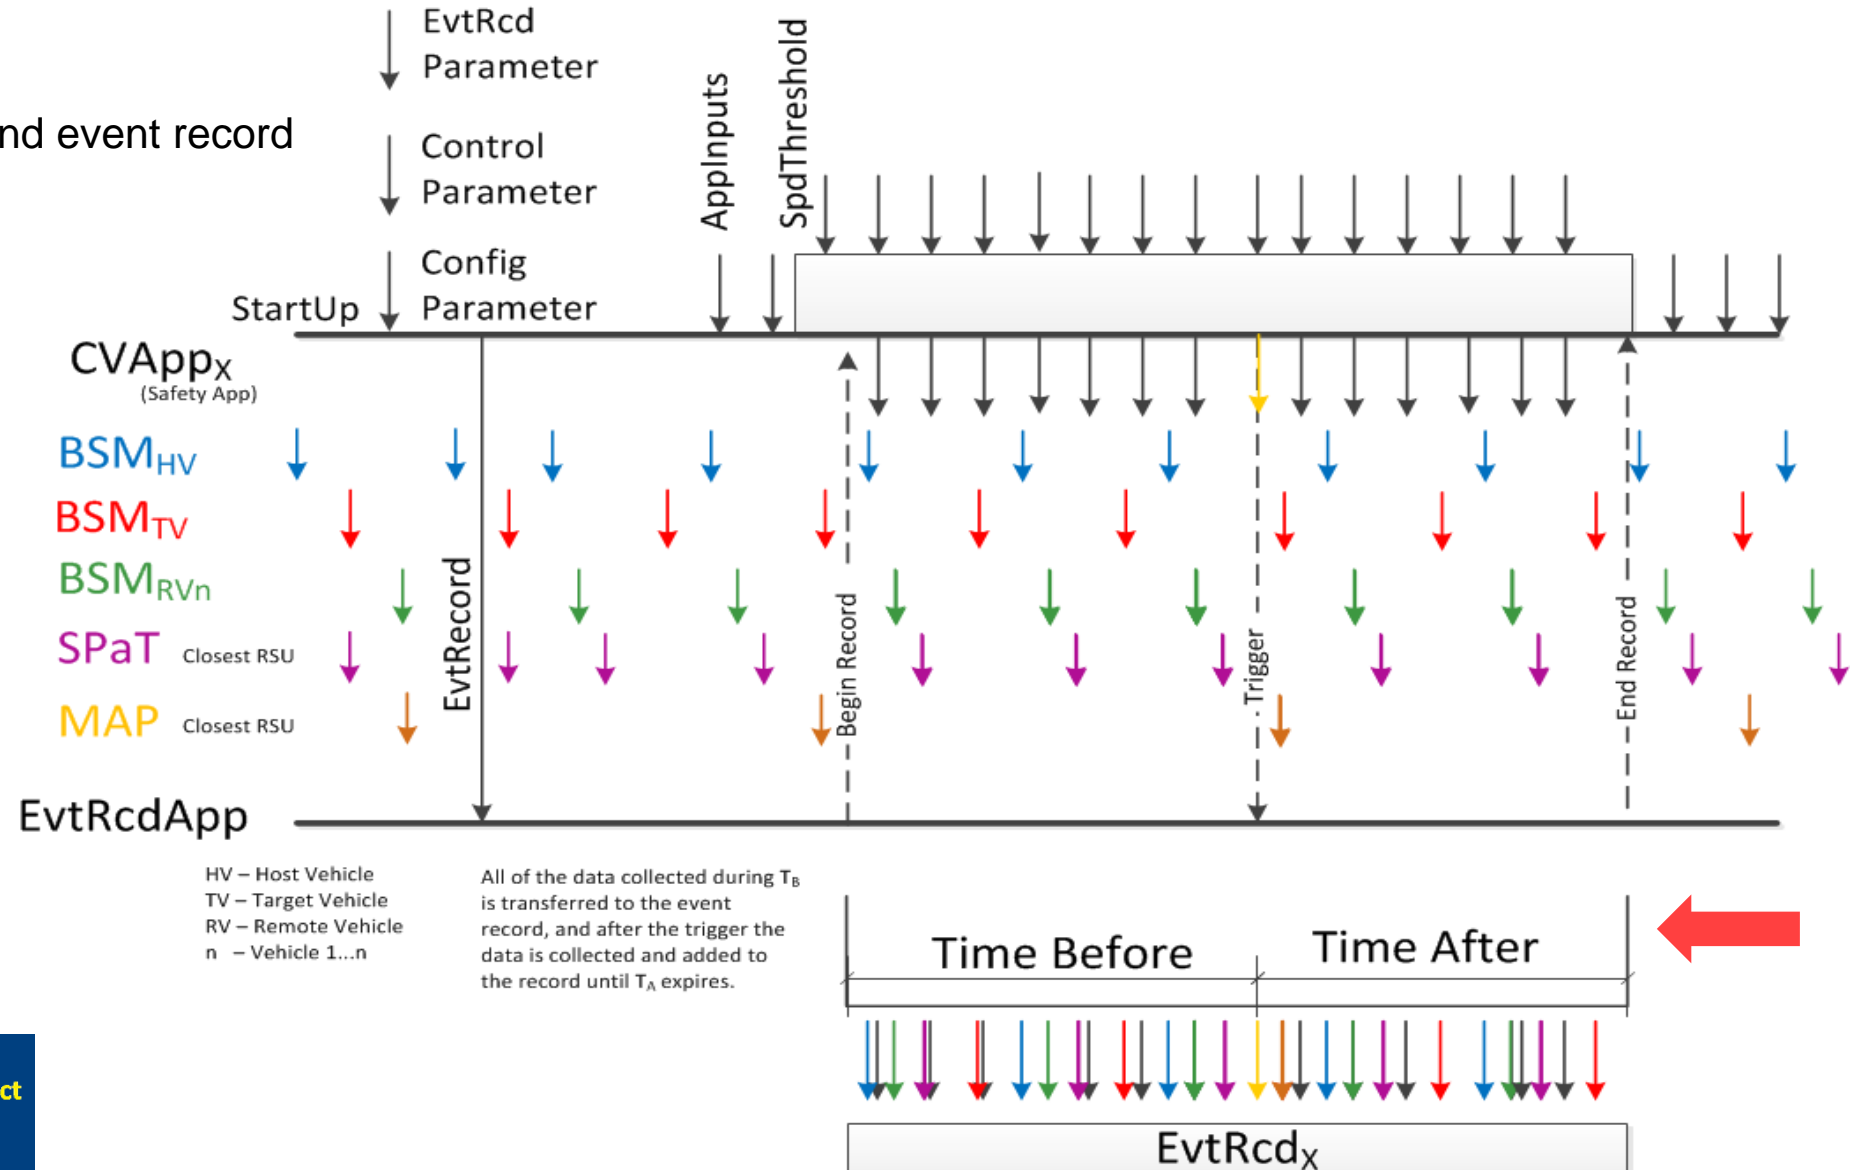 EvtRcd
Parameter
nd event record
Control
Parameter
Config
Parameter
AppInputs
SpdThreshold
StartUp
CVAppX
(Safety App)
BSMHV
BSMTV
BSMRVn
SPaT Closest RSU
MAP Closest RSU
EvtRecord
Begin Record
Trigger
End Record
EvtRcdApp
HV – Host Vehicle
TV – Target Vehicle
RV – Remote Vehicle
n – Vehicle 1...n
All of the data collected during TB
is transferred to the event
record, and after the trigger the
data is collected and added to
the record until TA expires.
Time Before
Time After
ct
EvtRcdX